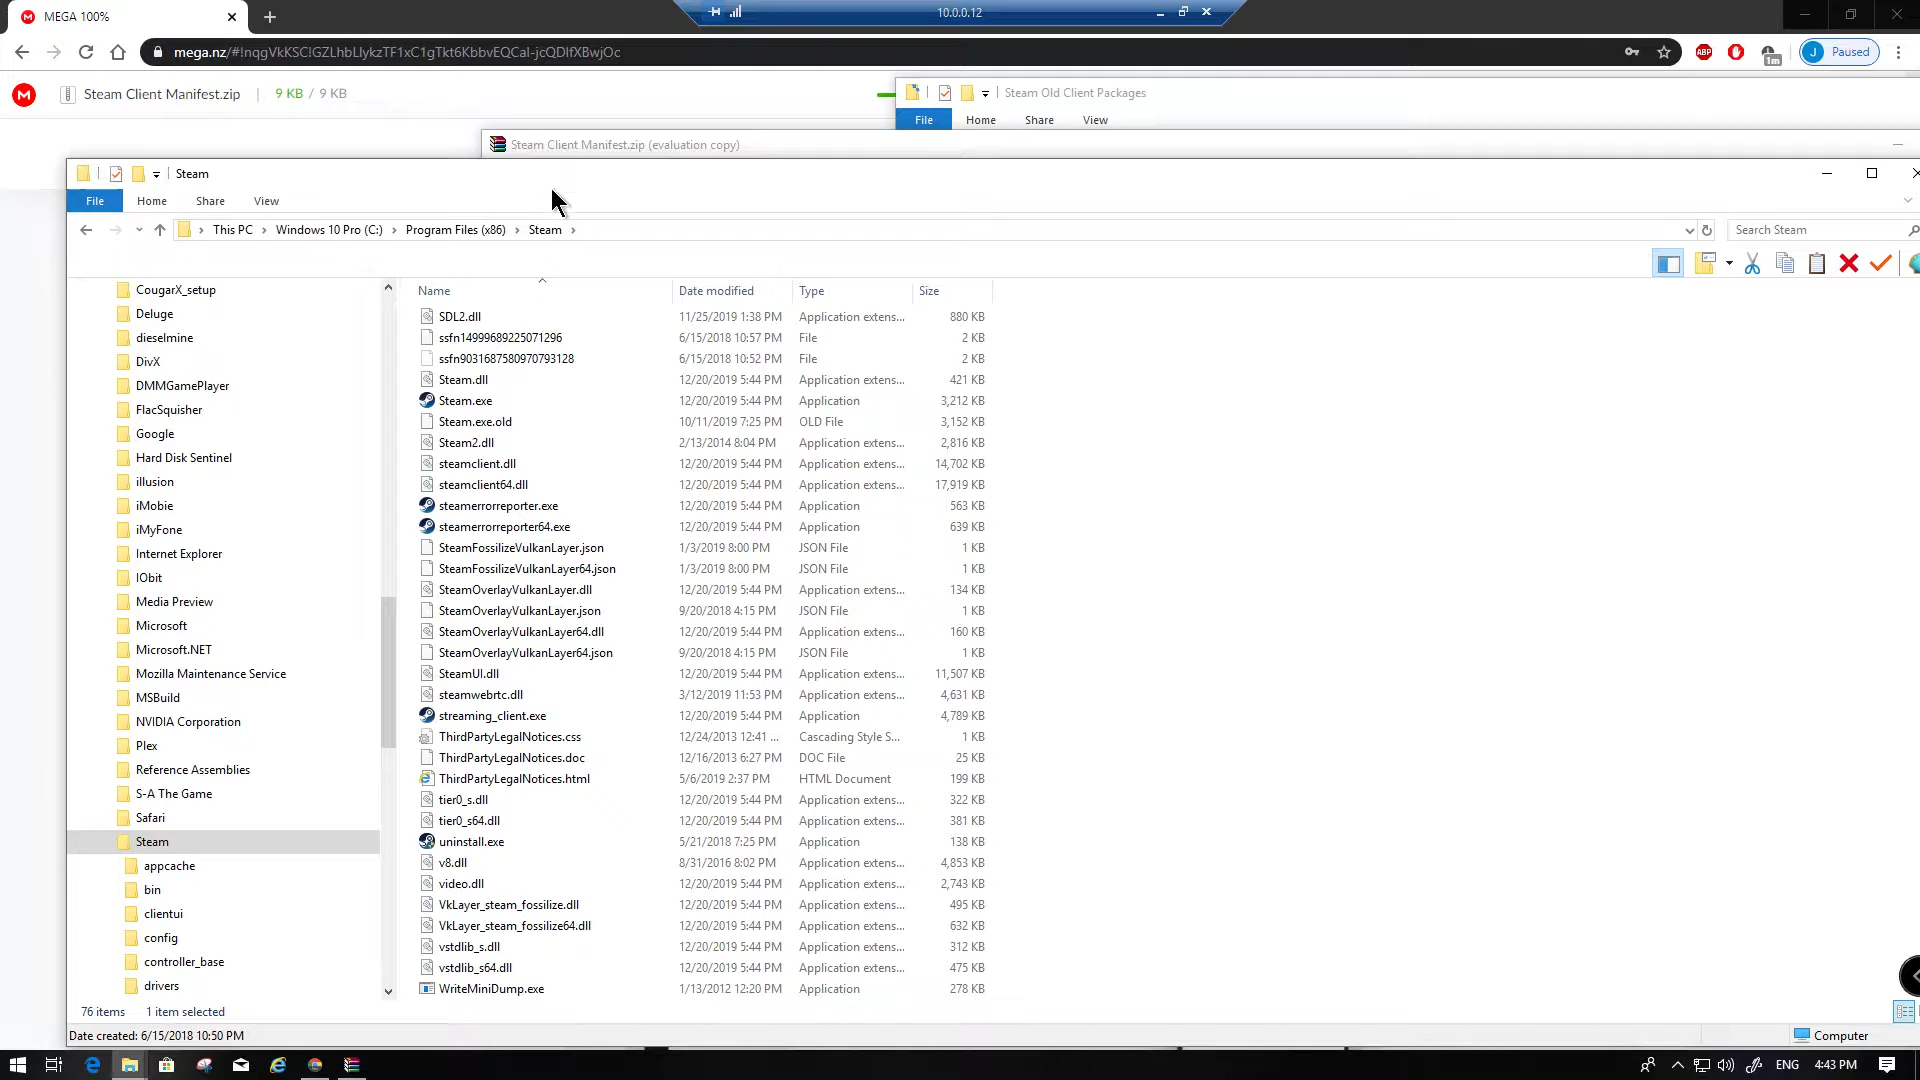 MEGA 100%
10.0.0.12
mega.nz/#!nqgVkKSC!GZLhbLIykzTF1xC1gTkt6KbbvEQCal-jcQDIfXBwjOc
ABP
1m
J Paused
Steam Client Manifest.zip | 9 KB / 9 KB
Steam Old Client Packages
File Home Share View
Steam Client Manifest.zip (evaluation copy)
Steam
File Home Share View
This PC > Windows 10 Pro (C:) > Program Files (x86) > Steam >
Search Steam
Name Date modified Type Size
CougarX_setup
Deluge
dieselmine
DivX
DMMGamePlayer
FlacSquisher
Google
Hard Disk Sentinel
illusion
iMobie
iMyFone
Internet Explorer
IObit
Media Preview
Microsoft
Microsoft.NET
Mozilla Maintenance Service
MSBuild
NVIDIA Corporation
Plex
Reference Assemblies
S-A The Game
Safari
Steam
appcache
bin
clientui
config
controller_base
drivers
SDL2.dll 11/25/2019 1:38 PM Application extens... 880 KB
ssfn14999689225071296 6/15/2018 10:57 PM File 2 KB
ssfn9031687580970793128 6/15/2018 10:52 PM File 2 KB
Steam.dll 12/20/2019 5:44 PM Application extens... 421 KB
Steam.exe 12/20/2019 5:44 PM Application 3,212 KB
Steam.exe.old 10/11/2019 7:25 PM OLD File 3,152 KB
Steam2.dll 2/13/2014 8:04 PM Application extens... 2,816 KB
steamclient.dll 12/20/2019 5:44 PM Application extens... 14,702 KB
steamclient64.dll 12/20/2019 5:44 PM Application extens... 17,919 KB
steamerrorreporter.exe 12/20/2019 5:44 PM Application 563 KB
steamerrorreporter64.exe 12/20/2019 5:44 PM Application 639 KB
SteamFossilizeVulkanLayer.json 1/3/2019 8:00 PM JSON File 1 KB
SteamFossilizeVulkanLayer64.json 1/3/2019 8:00 PM JSON File 1 KB
SteamOverlayVulkanLayer.dll 12/20/2019 5:44 PM Application extens... 134 KB
SteamOverlayVulkanLayer.json 9/20/2018 4:15 PM JSON File 1 KB
SteamOverlayVulkanLayer64.dll 12/20/2019 5:44 PM Application extens... 160 KB
SteamOverlayVulkanLayer64.json 9/20/2018 4:15 PM JSON File 1 KB
SteamUI.dll 12/20/2019 5:44 PM Application extens... 11,507 KB
steamwebrtc.dll 3/12/2019 11:53 PM Application extens... 4,631 KB
streaming_client.exe 12/20/2019 5:44 PM Application 4,789 KB
ThirdPartyLegalNotices.css 12/24/2013 12:41 ... Cascading Style S... 1 KB
ThirdPartyLegalNotices.doc 12/16/2013 6:27 PM DOC File 25 KB
ThirdPartyLegalNotices.html 5/6/2019 2:37 PM HTML Document 199 KB
tier0_s.dll 12/20/2019 5:44 PM Application extens... 322 KB
tier0_s64.dll 12/20/2019 5:44 PM Application extens... 381 KB
uninstall.exe 5/21/2018 7:25 PM Application 138 KB
v8.dll 8/31/2016 8:02 PM Application extens... 4,853 KB
video.dll 12/20/2019 5:44 PM Application extens... 2,743 KB
VkLayer_steam_fossilize.dll 12/20/2019 5:44 PM Application extens... 495 KB
VkLayer_steam_fossilize64.dll 12/20/2019 5:44 PM Application extens... 632 KB
vstdlib_s.dll 12/20/2019 5:44 PM Application extens... 312 KB
vstdlib_s64.dll 12/20/2019 5:44 PM Application extens... 475 KB
WriteMiniDump.exe 1/13/2012 12:20 PM Application 278 KB
76 items 1 item selected
Date created: 6/15/2018 10:50 PM
Computer
ENG 4:43 PM